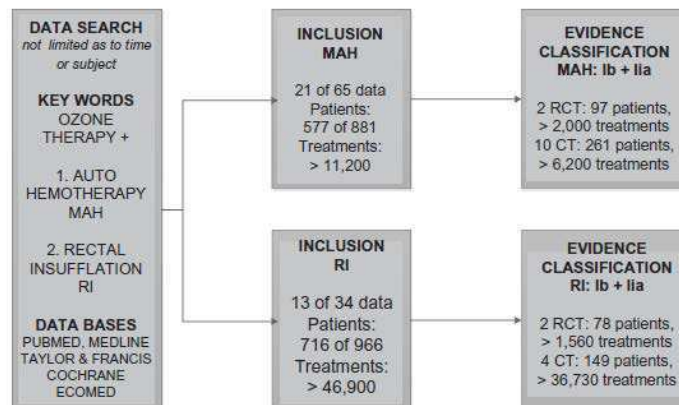 DATA SEARCH
not limited as to time
or subject
KEY WORDS
OZONE
THERAPY +
1. AUTO
HEMOTHERAPY
MAH
2. RECTAL
INSUFFLATION
RI
DATA BASES
PUBMED, MEDLINE
TAYLOR & FRANCIS
COCHRANE
ECOMED
INCLUSION
MAH
21 of 65 data
Patients:
577 of 881
Treatments:
> 11,200
EVIDENCE
CLASSIFICATION
MAH: Ib + Iia
2 RCT: 97 patients,
> 2,000 treatments
10 CT: 261 patients,
> 6,200 treatments
INCLUSION
RI
13 of 34 data
Patients:
716 of 966
Treatments:
> 46,900
EVIDENCE
CLASSIFICATION
RI: Ib + Iia
2 RCT: 78 patients,
> 1,560 treatments
4 CT: 149 patients,
> 36,730 treatments